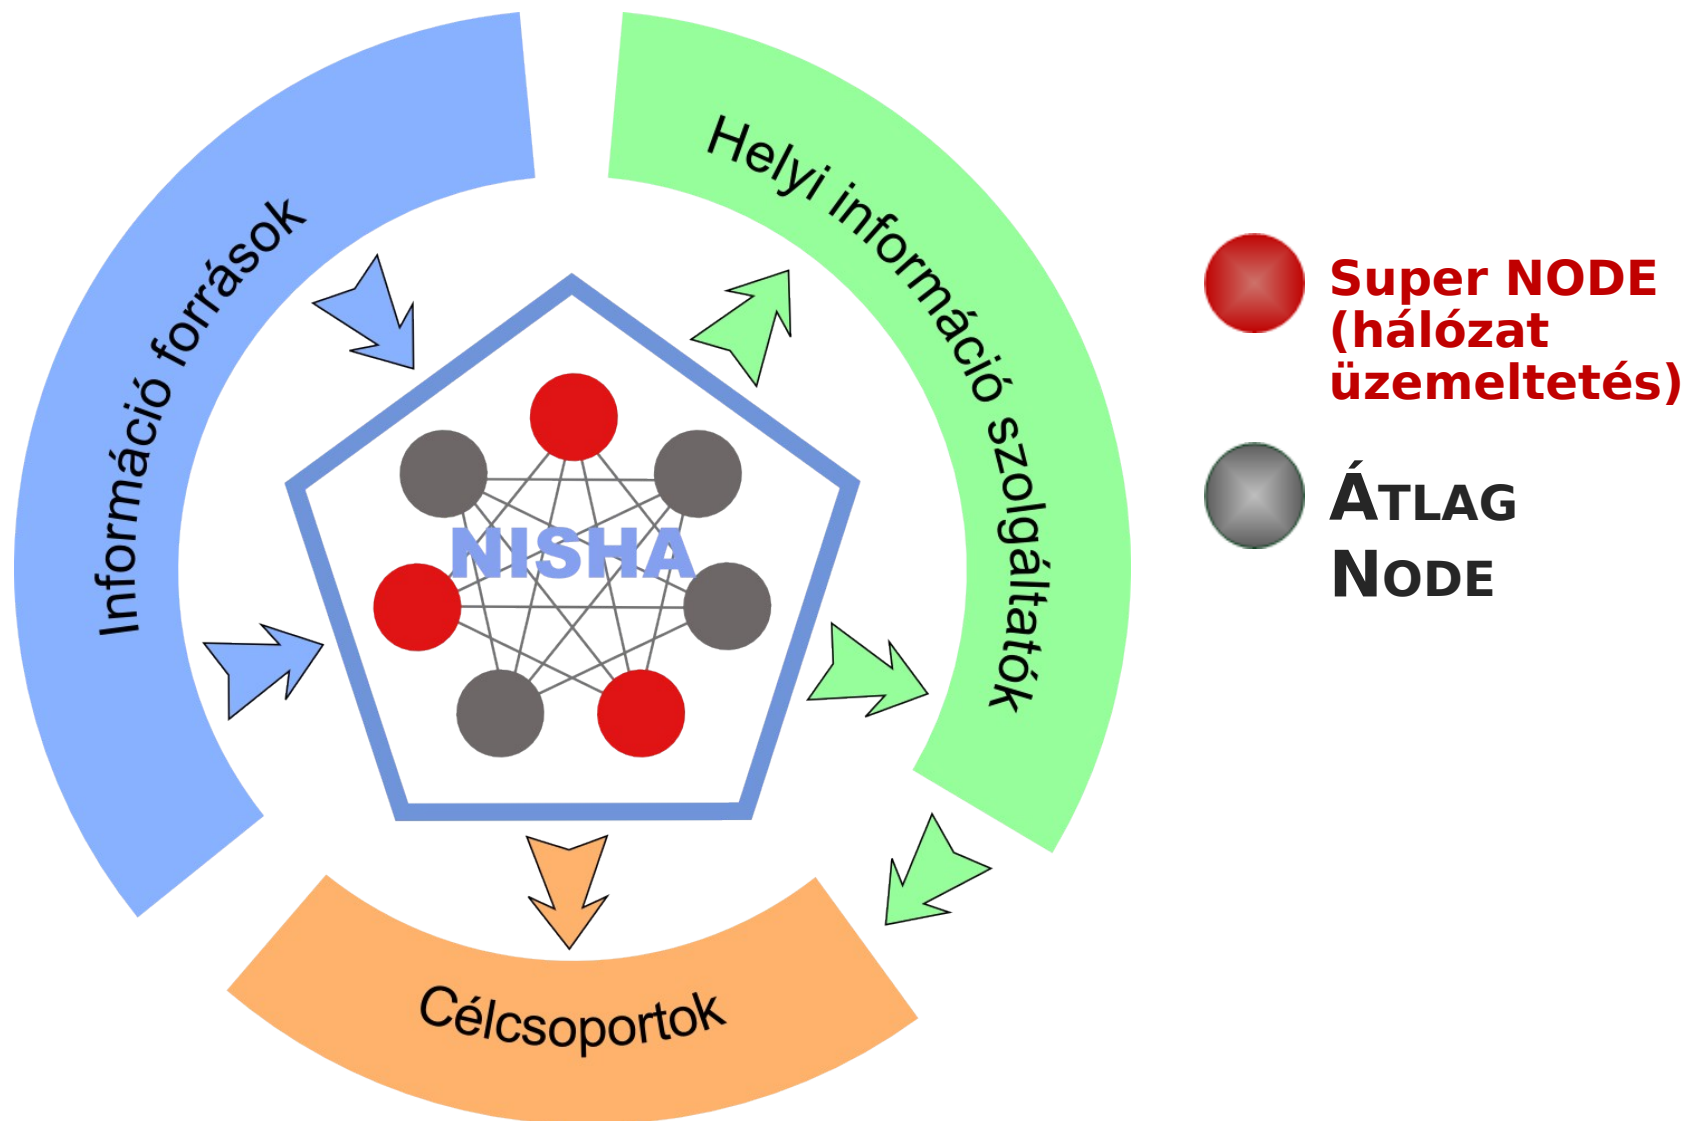 Információ források
Helyi információ szolgáltatók
NISHA
Célcsoportok
Super NODE
(hálózat
üzemeltetés)
ÁTLAG
NODE